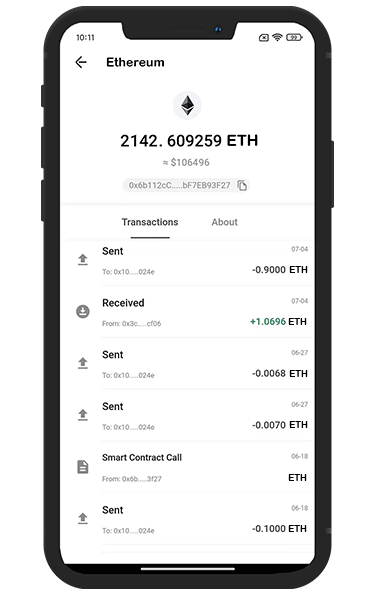 10:11
99
Ethereum
2142. 609259 ETH
≈ $106496
0x6b112cC.....bF7EB93F27
Transactions About
Sent 07-04
To: 0x10.....024e -0.9000 ETH
Received 07-04
From: 0x3c.....cf06 +1.0696 ETH
Sent 06-27
To: 0x10.....024e -0.0068 ETH
Sent 06-26
To: 0x10.....024e -0.0070 ETH
Smart Contract Call 06-18
From: 0x6b.....3f27 ETH
Sent 06-18
To: 0x10.....024e -0.1000 ETH